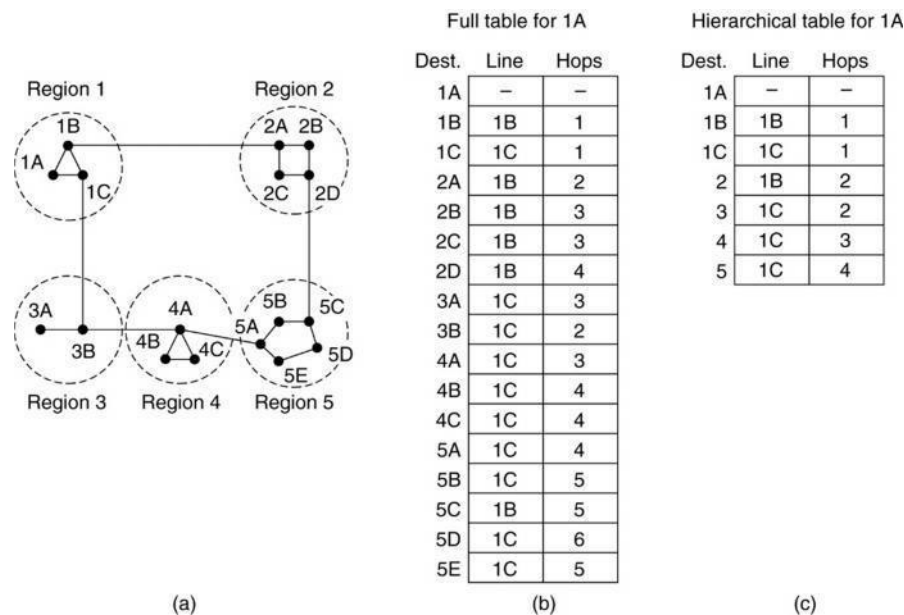 Full table for 1A
Hierarchical table for 1A
Dest. Line Hops
Dest. Line Hops
Region 1
Region 2
1B
1A
1C
2A 2B
2C 2D
3A
3B
4A
4B 4C
5A
5B 5C
5D
5E
Region 3
Region 4
Region 5
(a)
1A – –
1B 1B 1
1C 1C 1
2A 1B 2
2B 1B 3
2C 1B 3
2D 1B 4
3A 1C 3
3B 1C 2
4A 1C 3
4B 1C 4
4C 1C 4
5A 1C 4
5B 1C 5
5C 1B 5
5D 1C 6
5E 1C 5
(b)
1A – –
1B 1B 1
1C 1C 1
2 1B 2
3 1C 2
4 1C 3
5 1C 4
(c)